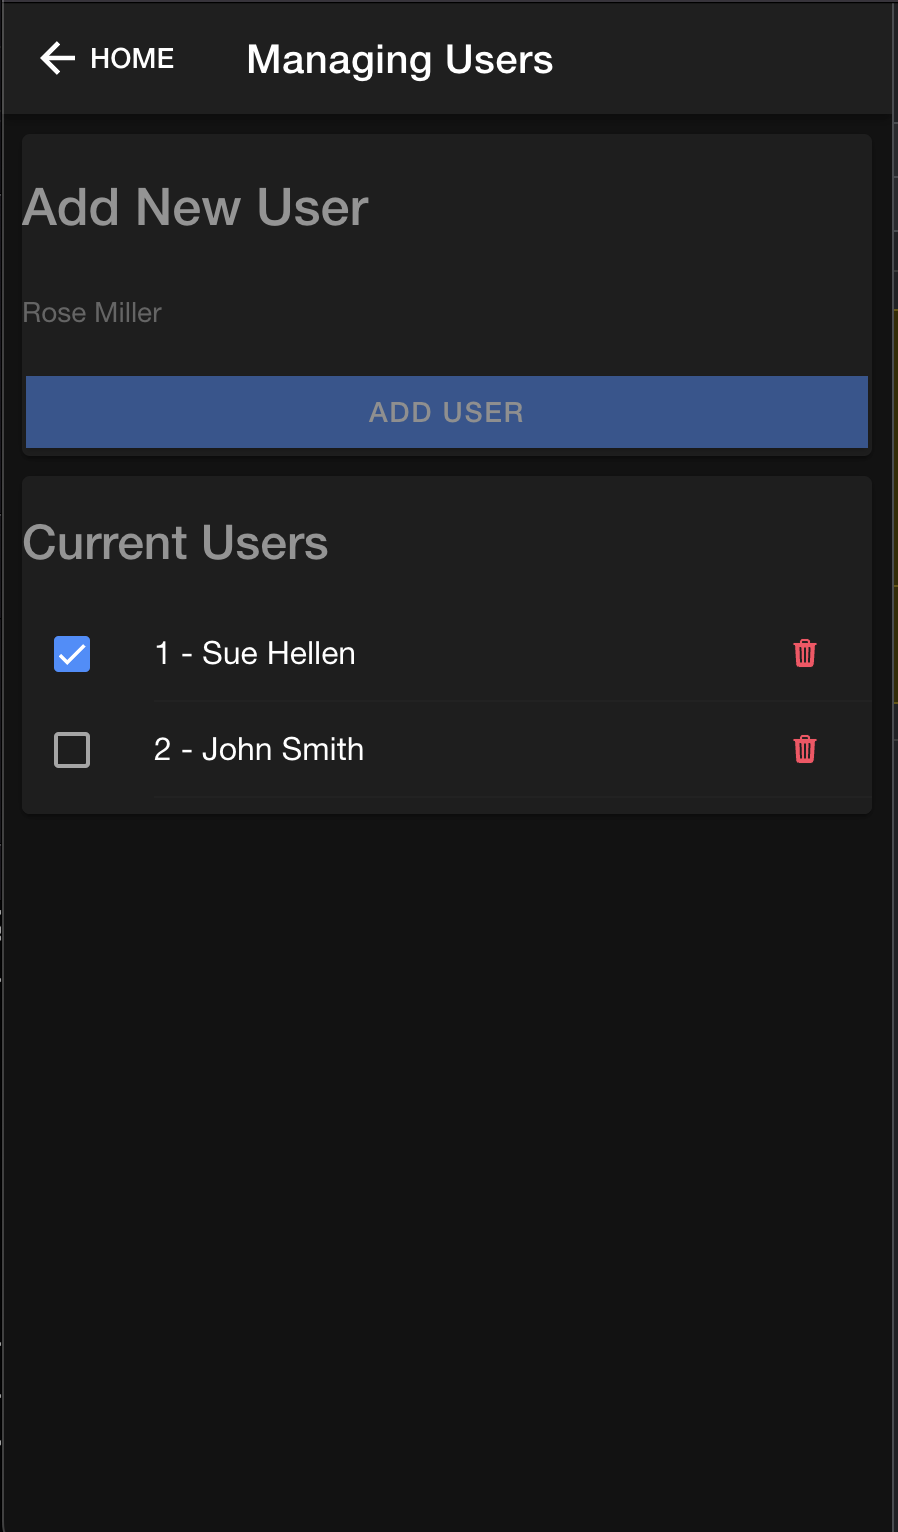 HOME Managing Users
Add New User
Rose Miller
ADD USER
Current Users
1 - Sue Hellen
2 - John Smith